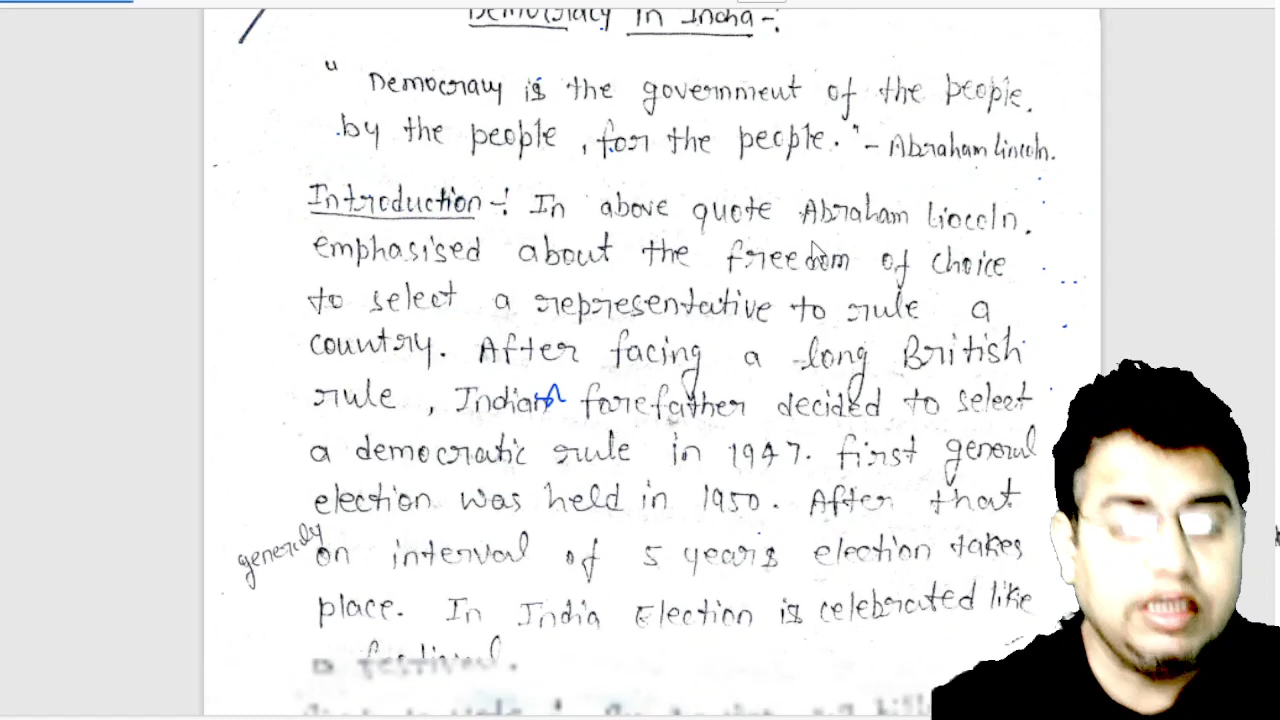 Democracy in India -:
" Democracy is the government of the people.
by the people , for the people. " - Abraham lincoln.
Introduction -: In above quote Abraham Lincoln.
emphasised about the freedom of choice
to select a representative to rule a
country. After facing a long British
rule , Indian forefather decided to select
a democratic rule in 1947. first general
election was held in 1950. After that
generaly on interval of 5 years election takes
place. In India Election is celebrated like
a festival.